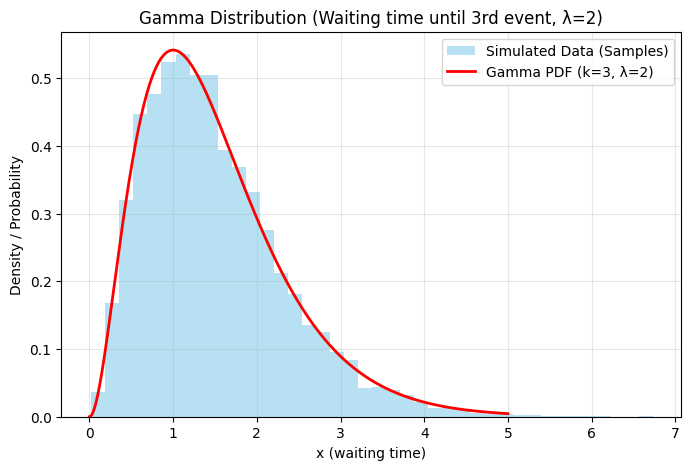 Gamma Distribution (Waiting time until 3rd event, λ=2)
Simulated Data (Samples)
Gamma PDF (k=3, λ=2)
Density / Probability
0.5
0.4
0.3
0.2
0.1
0.0
0 1 2 3 4 5 6 7
x (waiting time)